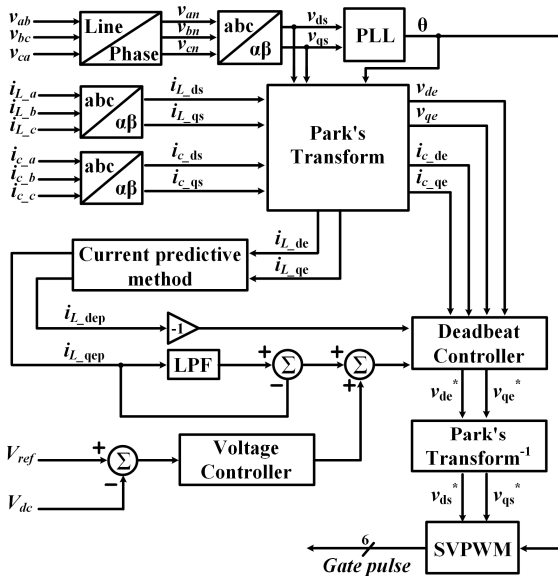 v_ab
v_bc
v_ca
Line
Phase
v_an
v_bn
v_cn
abc
αβ
v_ds
v_qs
PLL
θ
i_L_a
i_L_b
i_L_c
abc
αβ
i_L_ds
i_L_qs
i_c_a
i_c_b
i_c_c
abc
αβ
i_c_ds
i_c_qs
Park's
Transform
v_de
v_qe
i_c_de
i_c_qe
i_L_de
i_L_qe
Current predictive
method
i_L_dep
-1
i_L_qep
LPF
+
Σ
−
+
Σ
+
Deadbeat
Controller
v_de*
v_qe*
V_ref
+
Σ
−
V_dc
Voltage
Controller
Park's
Transform⁻¹
v_ds*
v_qs*
SVPWM
6
Gate pulse